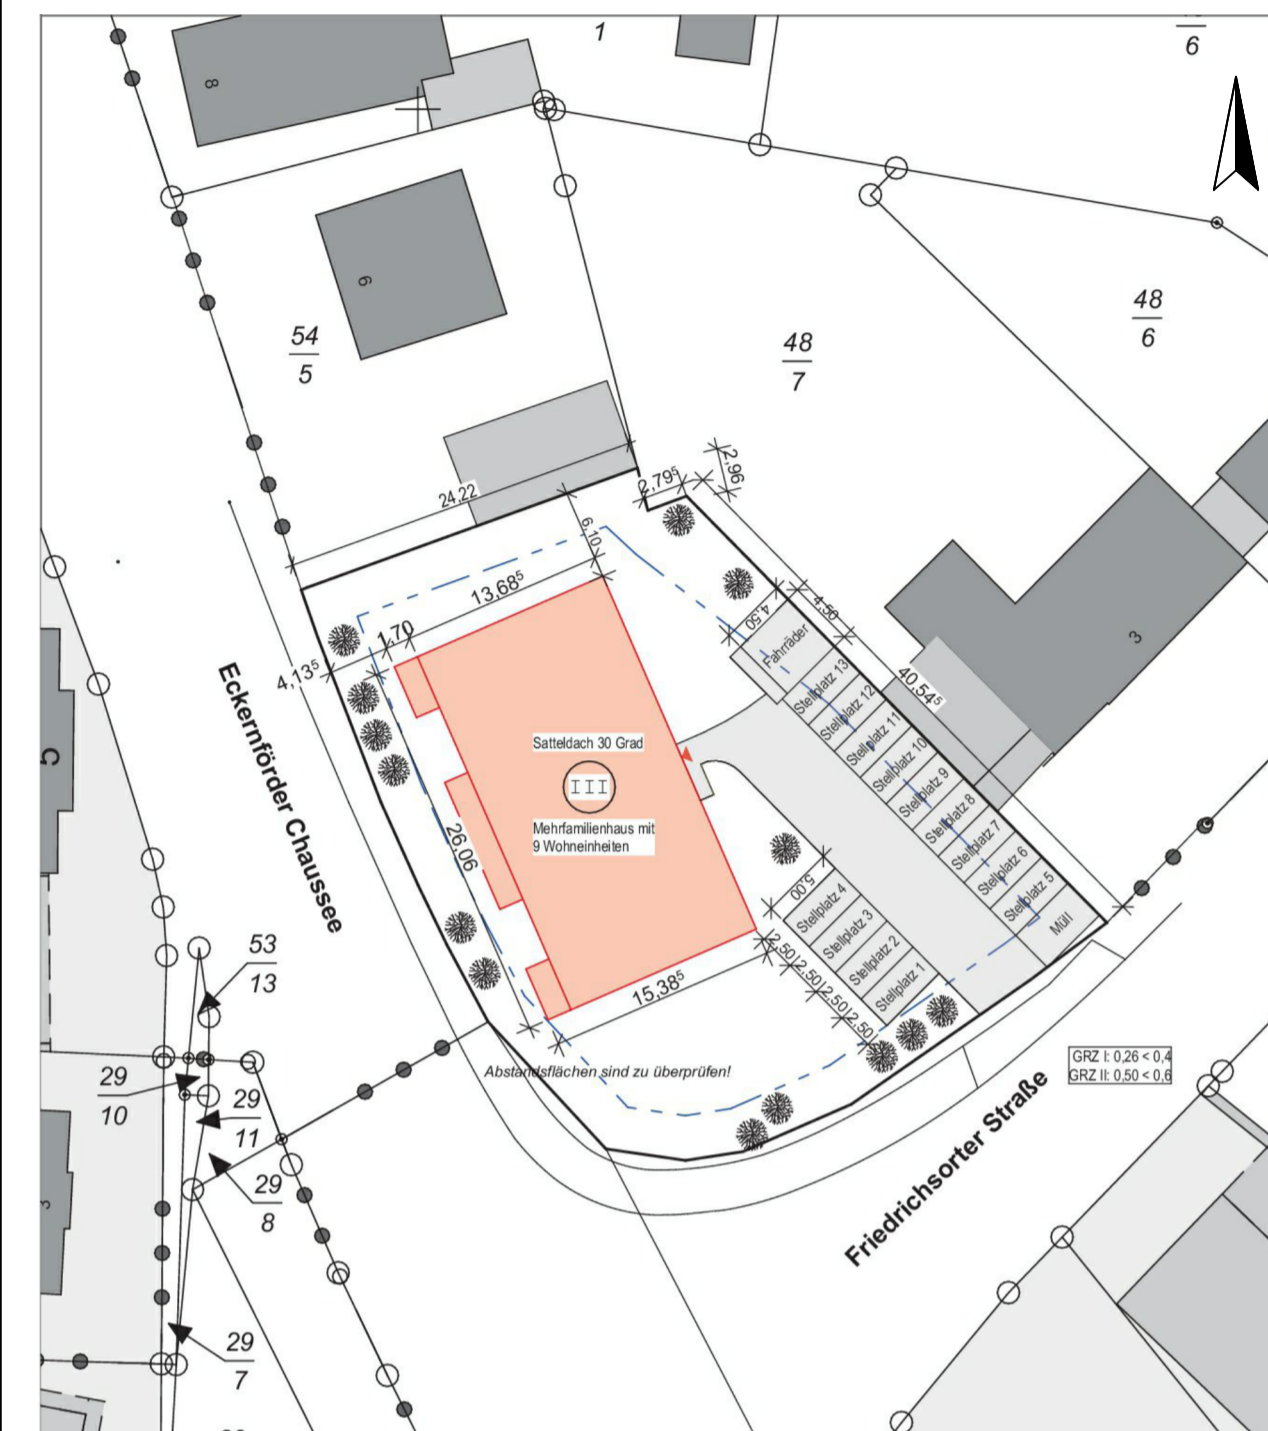 1
6
8
6
54
5
48
7
48
6
24,22
2,79⁵
2,96
6,10
13,68⁵
1,70
4,13⁵
4,50
4,50
Fahrräder
3
40,54⁵
Stellplatz 13
Stellplatz 12
Stellplatz 11
Stellplatz 10
Stellplatz 9
Stellplatz 8
Stellplatz 7
Stellplatz 6
Stellplatz 5
Müll
Eckernförder Chaussee
5
Satteldach 30 Grad
III
Mehrfamilienhaus mit
9 Wohneinheiten
26,06
5,00
Stellplatz 4
Stellplatz 3
Stellplatz 2
Stellplatz 1
2,50
2,50
2,50
2,50
15,38⁵
53
13
Abstandsflächen sind zu überprüfen!
GRZ I: 0,26 < 0,4
GRZ II: 0,50 < 0,6
29
10
29
11
29
8
3
Friedrichsorter Straße
29
7